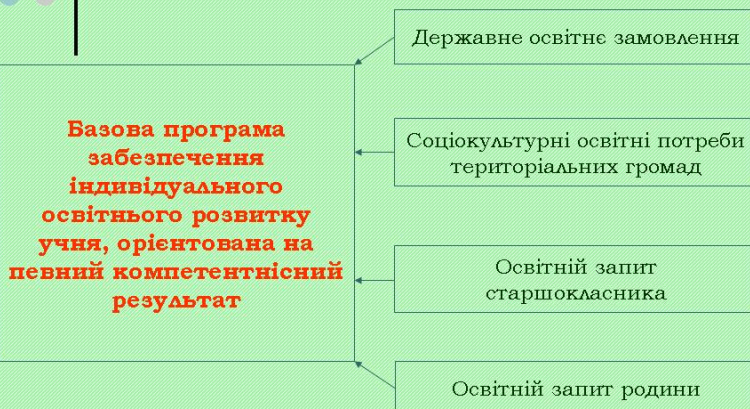 Державне освітнє замовлення
Базова програма
забезпечення
індивідуального
освітнього розвитку
учня, орієнтована на
певний компетентнісний
результат
Соціокультурні освітні потреби
територіальних громад
Освітній запит
старшокласника
Освітній запит родини